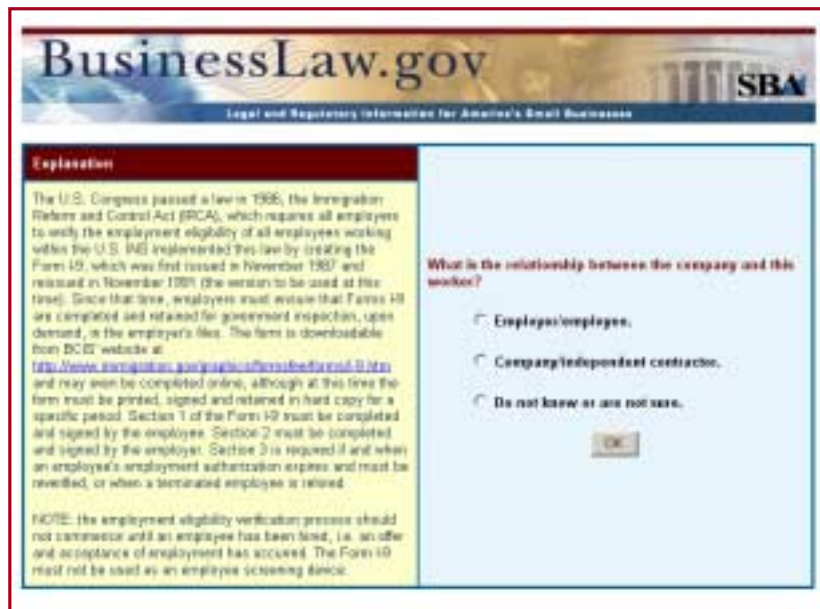 BusinessLaw.gov
SBA
Legal and Regulatory Information for America's Small Businesses
Explanation
The U.S. Congress passed a law in 1986, the Immigration
Reform and Control Act (IRCA), which requires all employers
to verify the employment eligibility of all employees working
within the U.S. INS implemented this law by creating the
Form I-9, which was first issued in November 1987 and
reissued in November 1991 (the version to be used at this
time). Since that time, employers must ensure that Forms I-9
are completed and retained for government inspection, upon
demand, in the employer's files. The form is downloadable
from BCIS' website at
http://www.immigration.gov/graphics/formsfee/forms/i-9.htm
and may even be completed online, although at this time the
form must be printed, signed and retained in hard copy for a
specific period. Section 1 of the Form I-9 must be completed
and signed by the employee. Section 2 must be completed
and signed by the employer. Section 3 is required if and when
an employee's employment authorization expires and must be
reverified, or when a terminated employee is rehired.
NOTE: the employment eligibility verification process should
not commence until an employee has been hired, i.e. an offer
and acceptance of employment has occurred. The Form I-9
must not be used as an employee screening device.
What is the relationship between the company and this
worker?
Employer/employee.
Company/independent contractor.
Do not know or are not sure.
OK